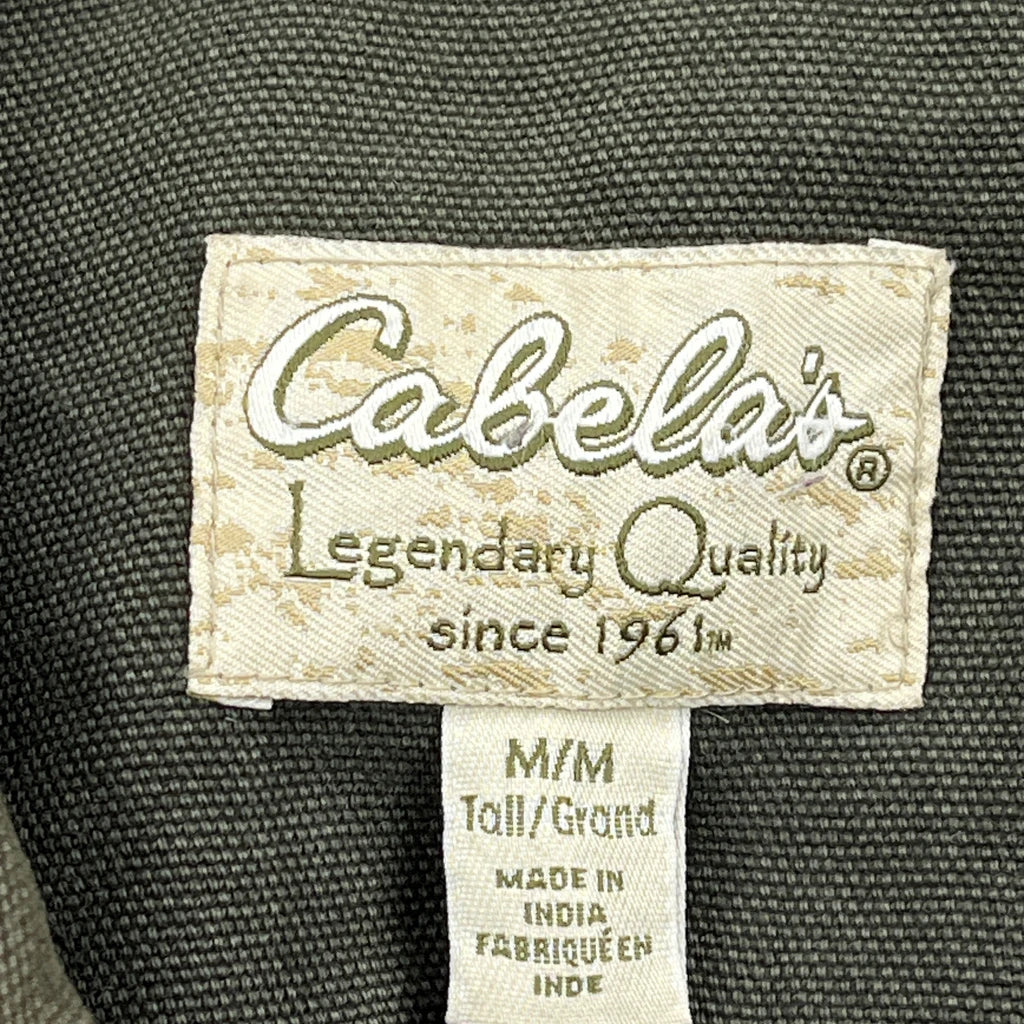 Cabela's®
Legendary Quality
since 1961™
M/M
Tall/Grand
MADE IN
INDIA
FABRIQUÉ EN
INDE